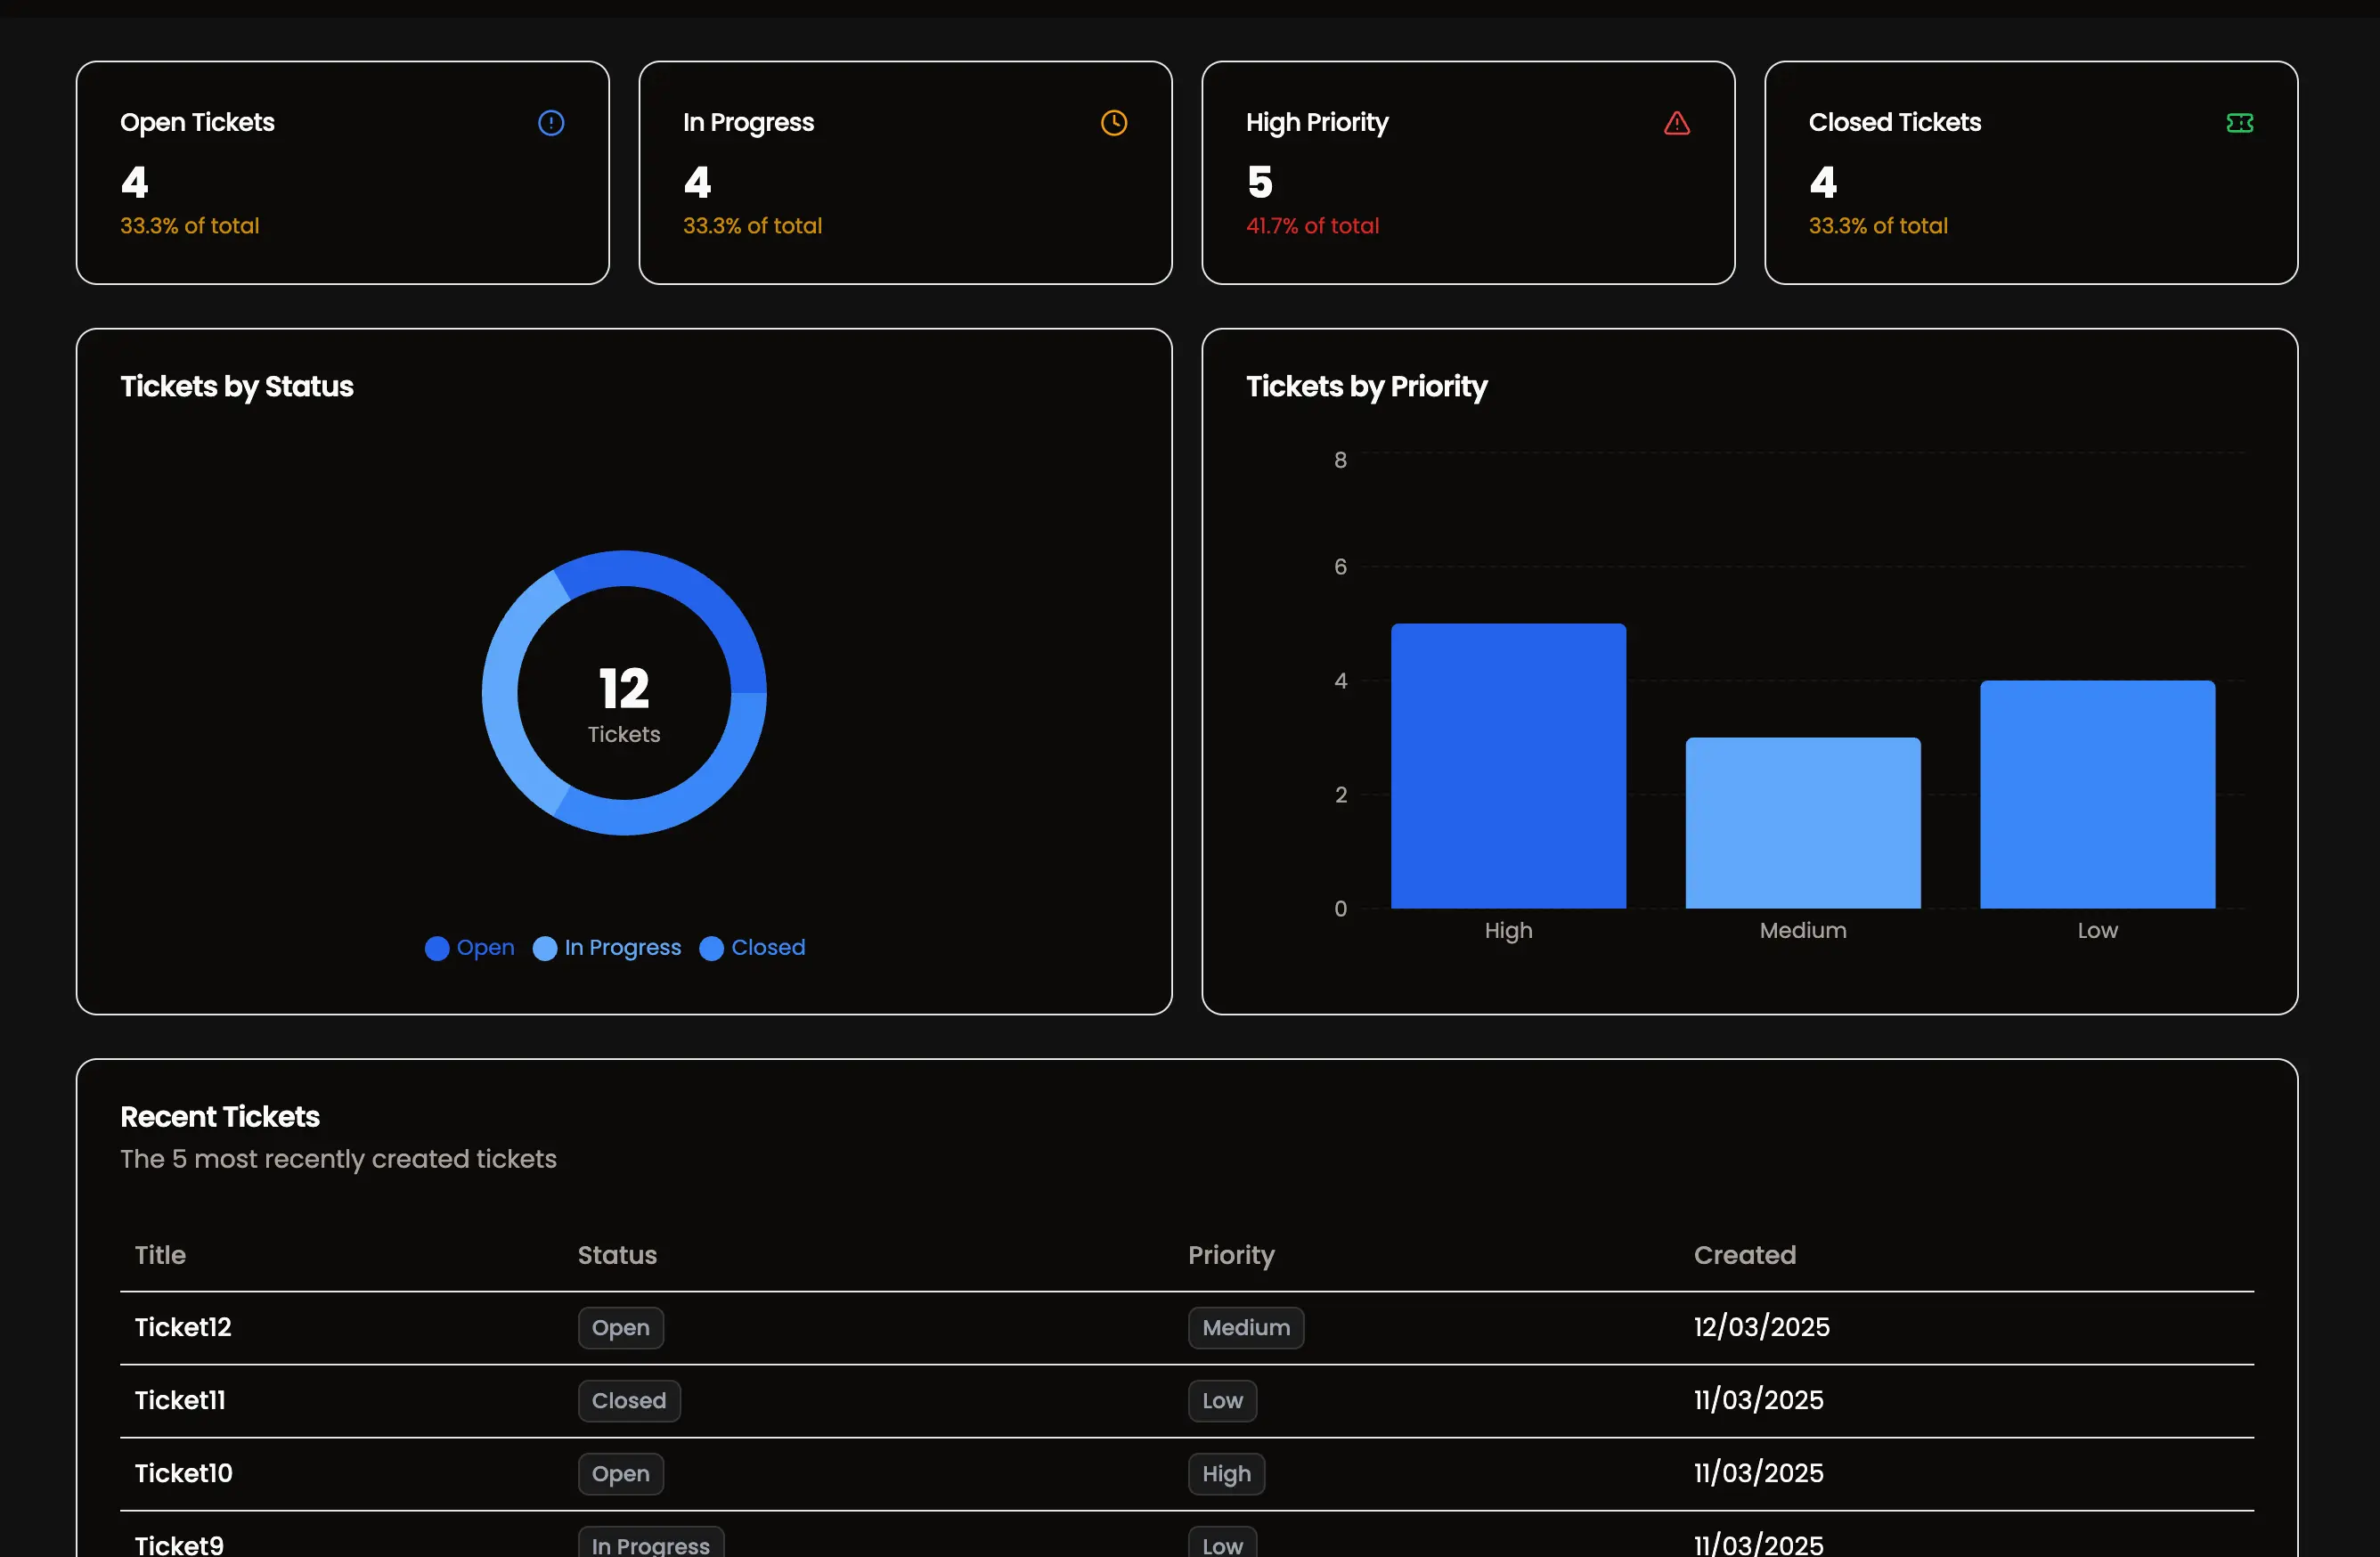 Open Tickets
4
33.3% of total
In Progress
4
33.3% of total
High Priority
5
41.7% of total
Closed Tickets
4
33.3% of total
Tickets by Status
12
Tickets
Open In Progress Closed
Tickets by Priority
8
6
4
2
0
High Medium Low
Recent Tickets
The 5 most recently created tickets
Title Status Priority Created
Ticket12 Open Medium 12/03/2025
Ticket11 Closed Low 11/03/2025
Ticket10 Open High 11/03/2025
Ticket9 In Progress Low 11/03/2025